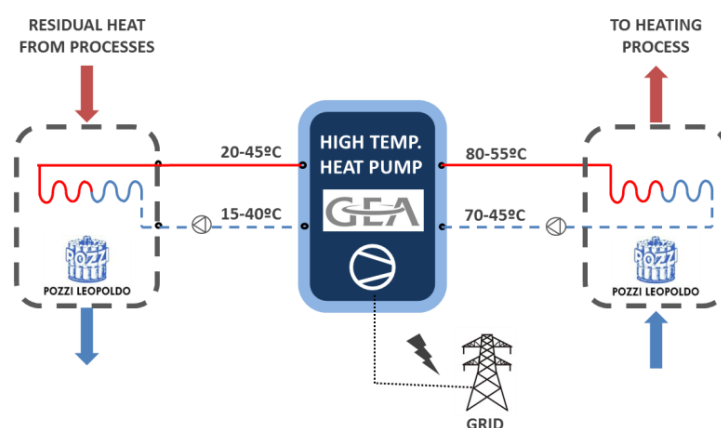 RESIDUAL HEAT
FROM PROCESSES
TO HEATING
PROCESS
20-45ºC
HIGH TEMP.
HEAT PUMP
80-55ºC
15-40ºC
GEA
70-45ºC
POZZI
POZZI LEOPOLDO
POZZI
POZZI LEOPOLDO
GRID